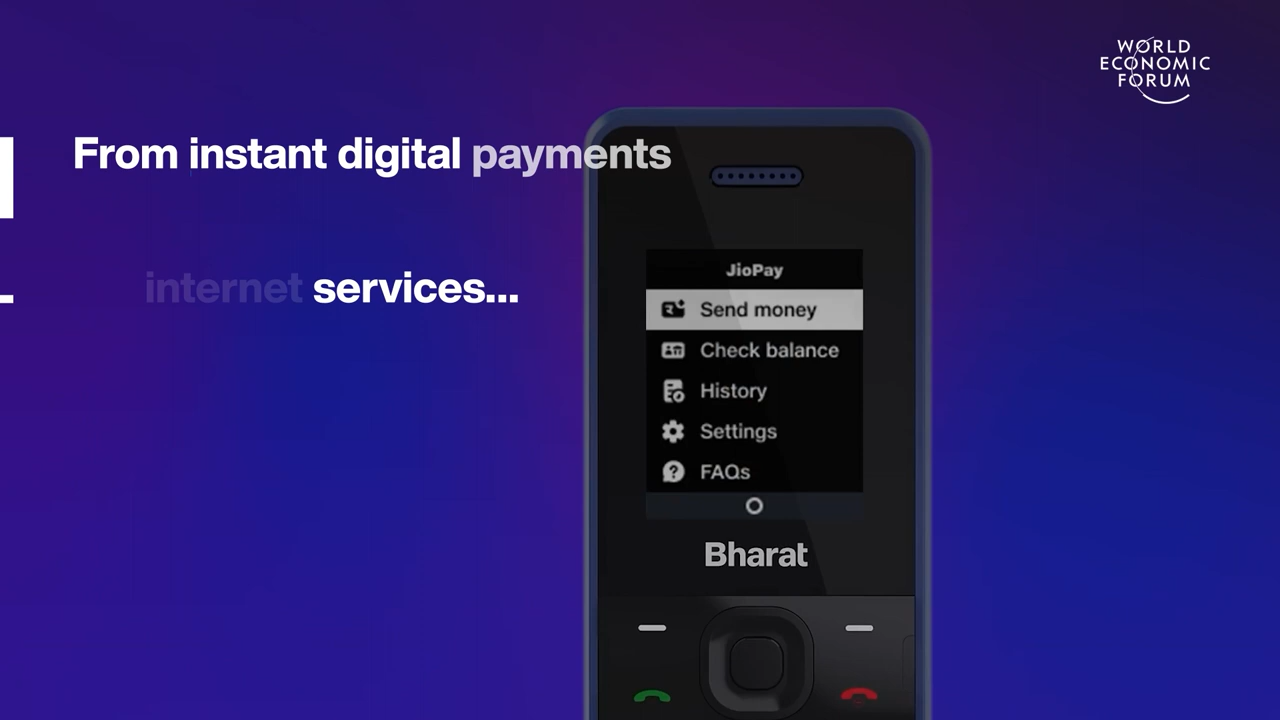 WORLD
ECONOMIC
FORUM
From instant digital payments
internet services...
JioPay
Send money
Check balance
History
Settings
FAQs
Bharat